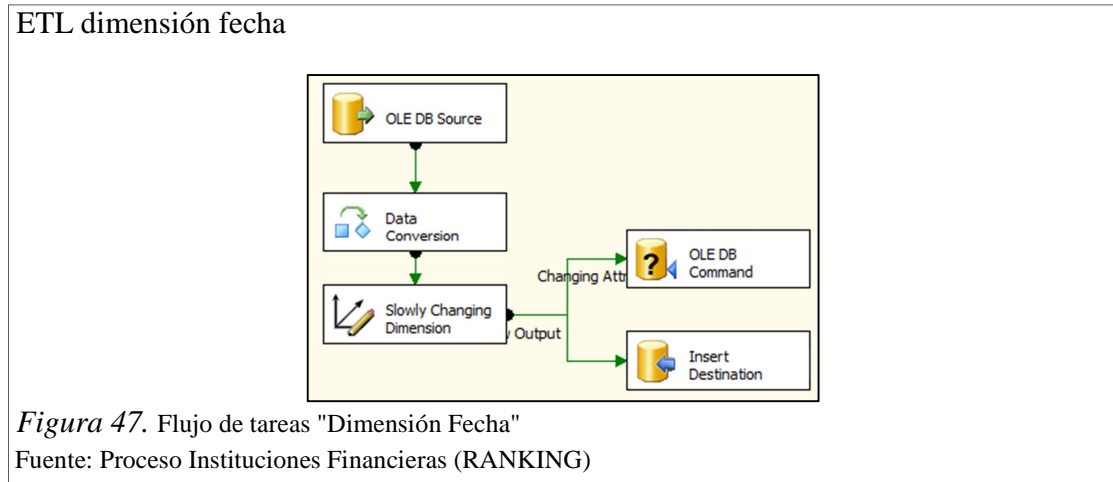 ETL dimensión fecha
OLE DB Source
Data
Conversion
Slowly Changing
Dimension
Changing Attr
Output
OLE DB
Command
Insert
Destination
Figura 47. Flujo de tareas "Dimensión Fecha"
Fuente: Proceso Instituciones Financieras (RANKING)